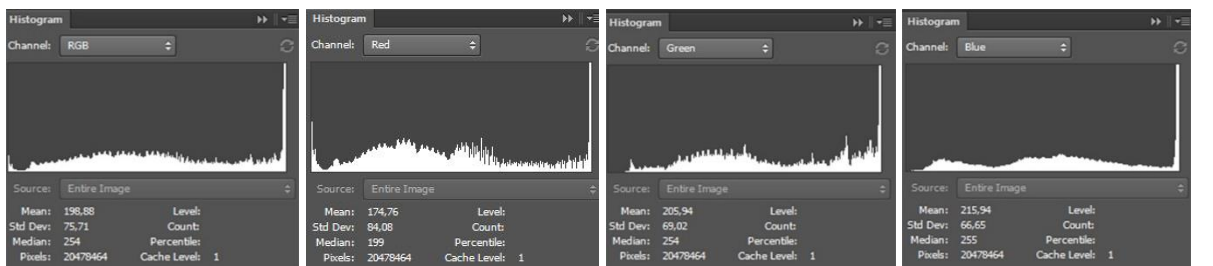 Histogram
Channel: RGB
Source: Entire Image
Mean: 198,88 Level:
Std Dev: 75,71 Count:
Median: 254 Percentile:
Pixels: 20478464 Cache Level: 1
Histogram
Channel: Red
Source: Entire Image
Mean: 174,76 Level:
Std Dev: 84,08 Count:
Median: 199 Percentile:
Pixels: 20478464 Cache Level: 1
Histogram
Channel: Green
Source: Entire Image
Mean: 205,94 Level:
Std Dev: 69,02 Count:
Median: 254 Percentile:
Pixels: 20478464 Cache Level: 1
Histogram
Channel: Blue
Source: Entire Image
Mean: 215,94 Level:
Std Dev: 66,65 Count:
Median: 255 Percentile:
Pixels: 20478464 Cache Level: 1